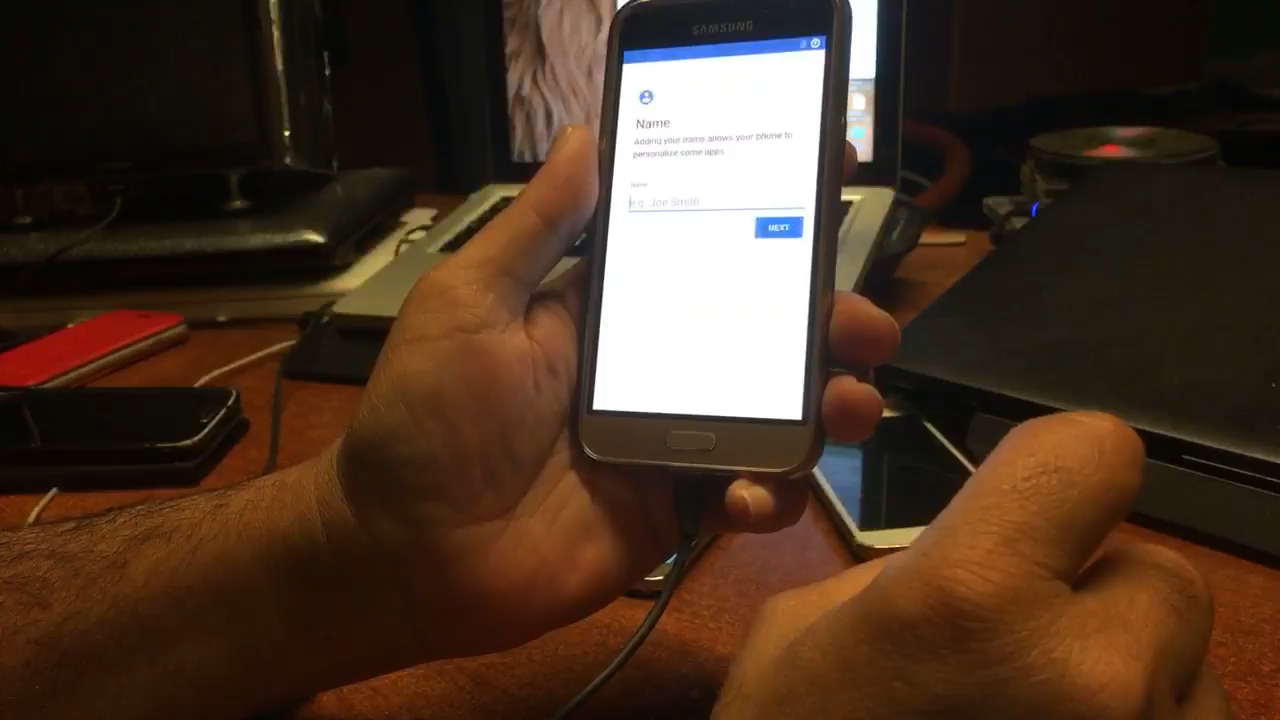 SAMSUNG
Name
Adding your name allows your phone to
personalize some apps
Name
e.g. Joe Smith
NEXT